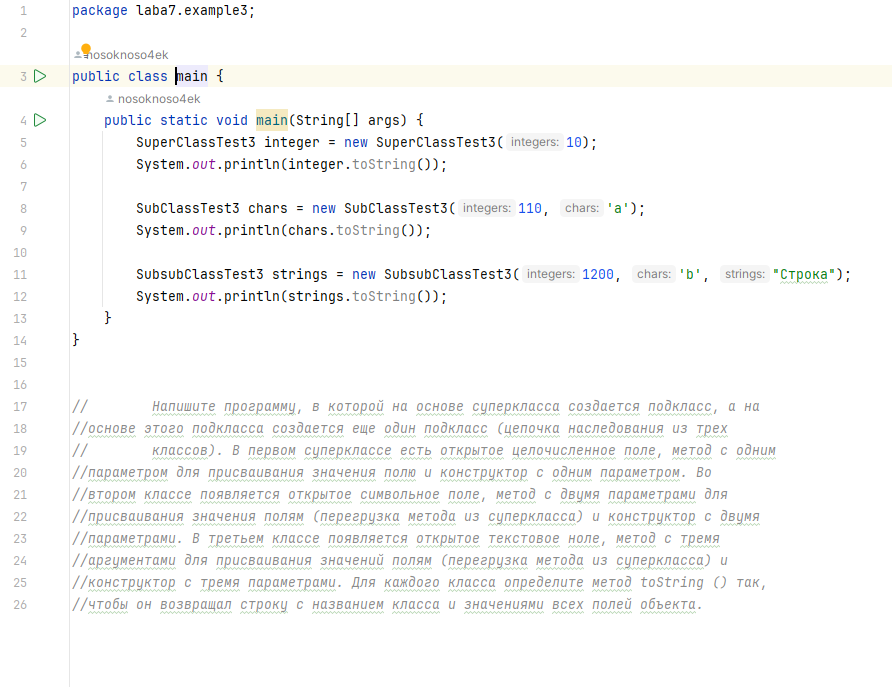 1 package laba7.example3;
2
nosoknoso4ek
3 public class main {
nosoknoso4ek
4 public static void main(String[] args) {
5 SuperClassTest3 integer = new SuperClassTest3( integers: 10);
6 System.out.println(integer.toString());
7
8 SubClassTest3 chars = new SubClassTest3( integers: 110, chars: 'a');
9 System.out.println(chars.toString());
10
11 SubsubClassTest3 strings = new SubsubClassTest3( integers: 1200, chars: 'b', strings: "Строка");
12 System.out.println(strings.toString());
13 }
14 }
15
16
17 // Напишите программу, в которой на основе суперкласса создается подкласс, а на
18 //основе этого подкласса создается еще один подкласс (цепочка наследования из трех
19 // классов). В первом суперклассе есть открытое целочисленное поле, метод с одним
20 //параметром для присваивания значения полю и конструктор с одним параметром. Во
21 //втором классе появляется открытое символьное поле, метод с двумя параметрами для
22 //присваивания значения полям (перегрузка метода из суперкласса) и конструктор с двумя
23 //параметрами. В третьем классе появляется открытое текстовое ноле, метод с тремя
24 //аргументами для присваивания значений полям (перегрузка метода из суперкласса) и
25 //конструктор с тремя параметрами. Для каждого класса определите метод toString () так,
26 //чтобы он возвращал строку с названием класса и значениями всех полей объекта.